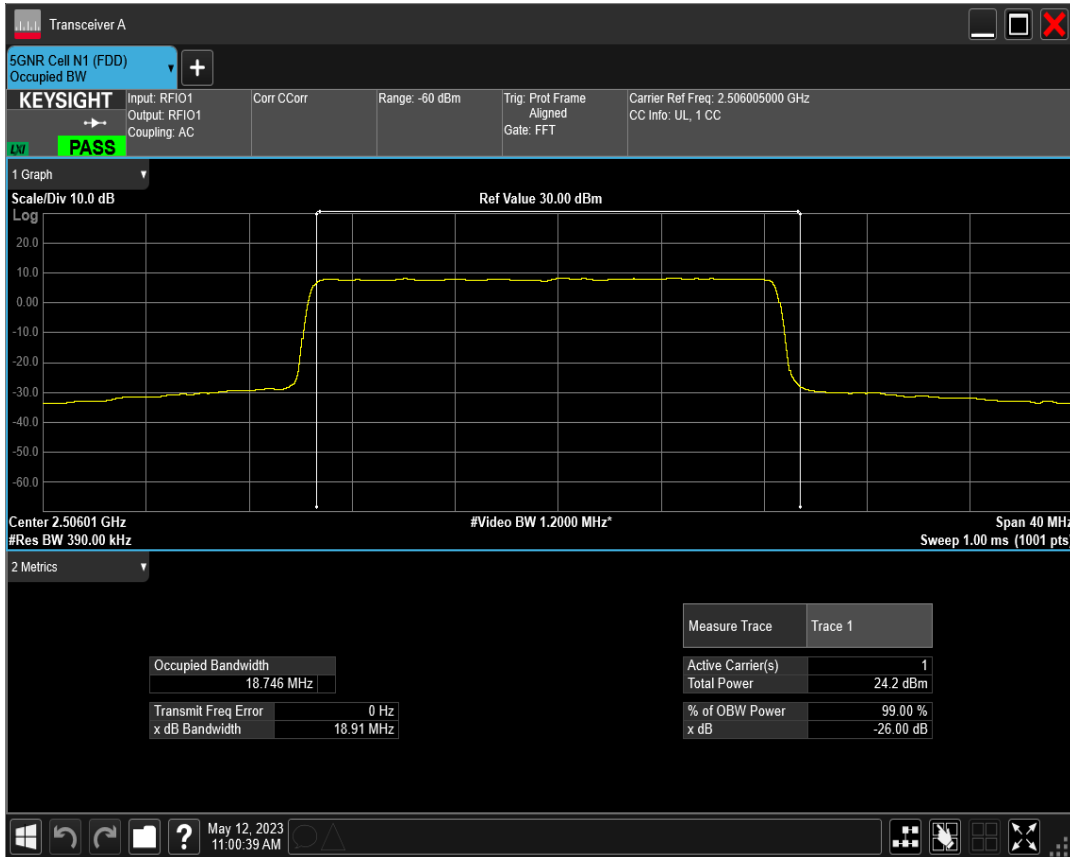 Transceiver A
5GNR Cell N1 (FDD)
Occupied BW
+
KEYSIGHT
LXI
PASS
Input: RFIO1
Output: RFIO1
Coupling: AC
Corr CCorr
Range: -60 dBm
Trig: Prot Frame
Aligned
Gate: FFT
Carrier Ref Freq: 2.506005000 GHz
CC Info: UL, 1 CC
1 Graph
Scale/Div 10.0 dB
Ref Value 30.00 dBm
Log
20.0
10.0
0.00
-10.0
-20.0
-30.0
-40.0
-50.0
-60.0
Center 2.50601 GHz
#Video BW 1.2000 MHz*
Span 40 MHz
#Res BW 390.00 kHz
Sweep 1.00 ms (1001 pts)
2 Metrics
Measure Trace Trace 1
Occupied Bandwidth
18.746 MHz
Active Carrier(s) 1
Total Power 24.2 dBm
Transmit Freq Error 0 Hz
x dB Bandwidth 18.91 MHz
% of OBW Power 99.00 %
x dB -26.00 dB
?
May 12, 2023
11:00:39 AM